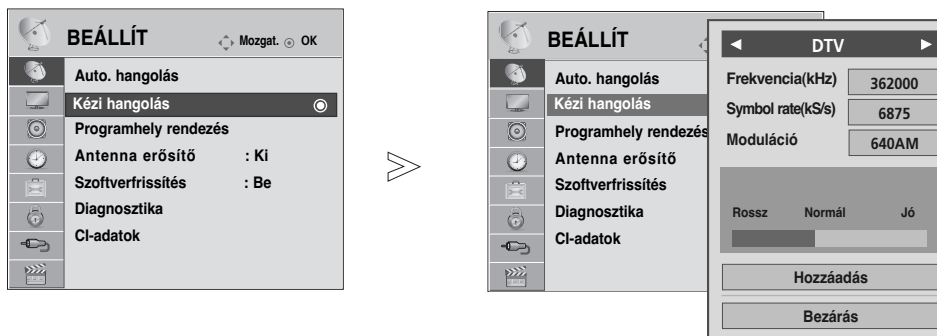 BEÁLLÍT Mozgat. OK
Auto. hangolás
Kézi hangolás
Programhely rendezés
Antenna erősítő : Ki
Szoftverfrissítés : Be
Diagnosztika
CI-adatok
BEÁLLÍT
Auto. hangolás
Kézi hangolás
Programhely rendezés
Antenna erősítő
Szoftverfrissítés
Diagnosztika
CI-adatok
DTV
Frekvencia(kHz) 362000
Symbol rate(kS/s) 6875
Moduláció 640AM
Rossz Normál Jó
Hozzáadás
Bezárás